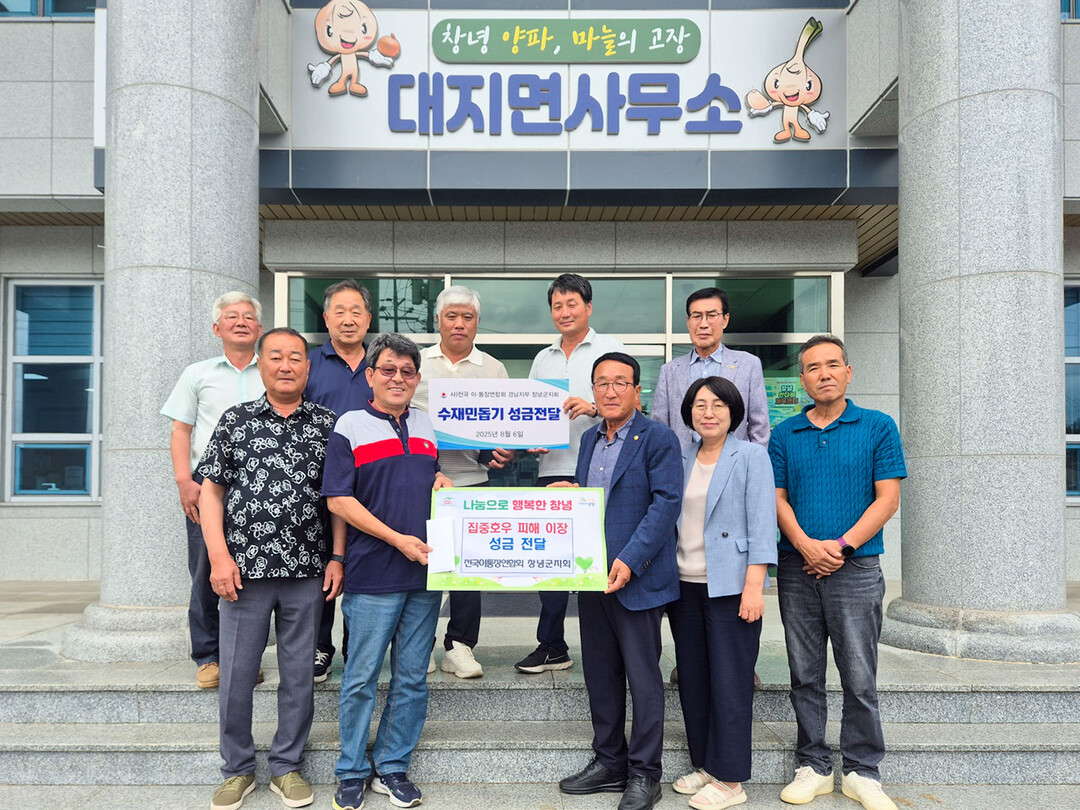 창녕 양파, 마늘의 고장
대지면사무소
사)전국 이·통장연합회 경남지부 창녕군지회
수재민돕기 성금전달
2025년 8월 6일
나눔으로 행복한 창녕
집중호우 피해 이장
성금 전달
전국이통장연합회 창녕군지회